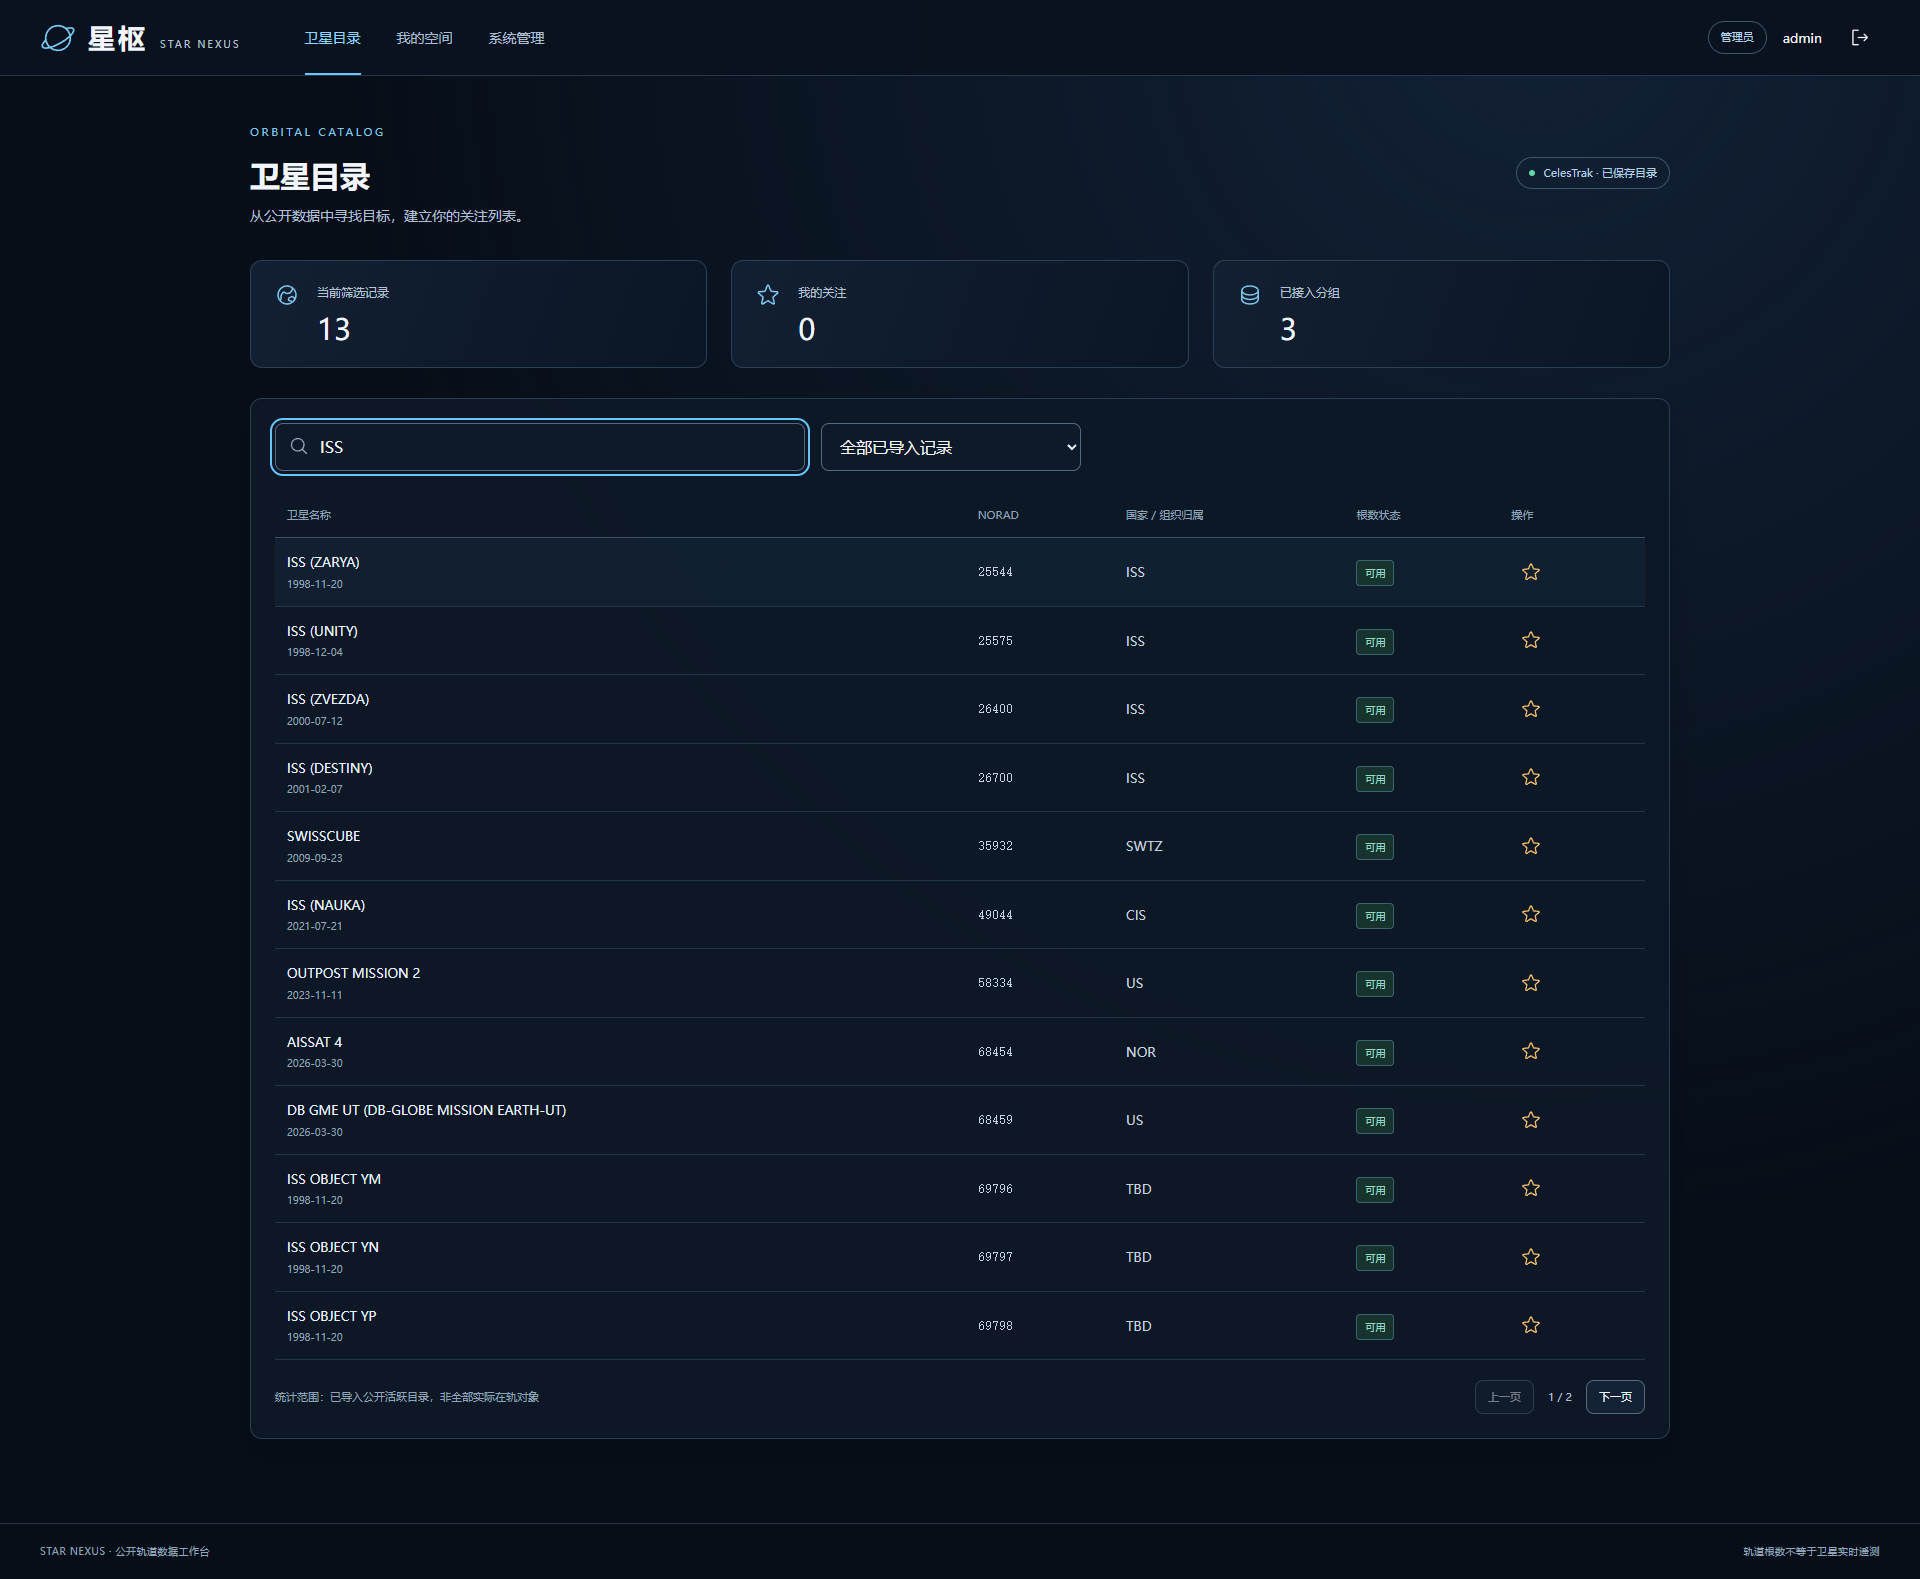 星枢 STAR NEXUS 卫星目录 我的空间 系统管理 管理员 admin
ORBITAL CATALOG
卫星目录
CelesTrak · 已保存目录
从公开数据中寻找目标，建立你的关注列表。
当前筛选记录
13
我的关注
0
已接入分组
3
ISS 全部已导入记录
卫星名称 NORAD 国家 / 组织归属 根数状态 操作
ISS (ZARYA)
1998-11-20
25544 ISS 可用
ISS (UNITY)
1998-12-04
25575 ISS 可用
ISS (ZVEZDA)
2000-07-12
26400 ISS 可用
ISS (DESTINY)
2001-02-07
26700 ISS 可用
SWISSCUBE
2009-09-23
35932 SWTZ 可用
ISS (NAUKA)
2021-07-21
49044 CIS 可用
OUTPOST MISSION 2
2023-11-11
58334 US 可用
AISSAT 4
2026-03-30
68454 NOR 可用
DB GME UT (DB-GLOBE MISSION EARTH-UT)
2026-03-30
68459 US 可用
ISS OBJECT YM
1998-11-20
69796 TBD 可用
ISS OBJECT YN
1998-11-20
69797 TBD 可用
ISS OBJECT YP
1998-11-20
69798 TBD 可用
统计范围：已导入公开活跃目录，非全部实际在轨对象 上一页 1 / 2 下一页
STAR NEXUS · 公开轨道数据工作台 轨道根数不等于卫星实时遥测